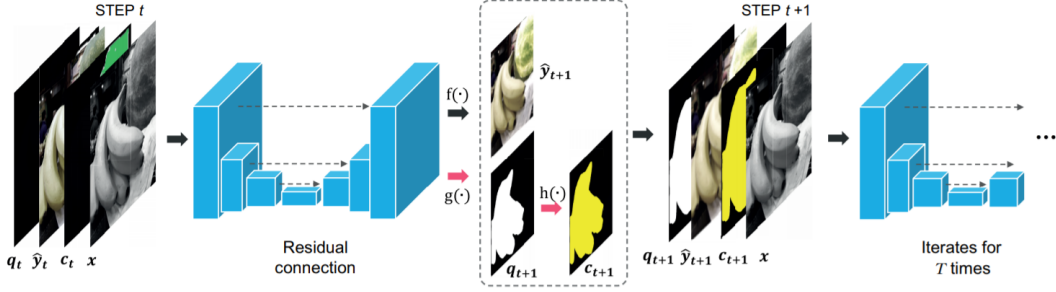 STEP t
STEP t +1
f(·)
g(·)
ŷₜ₊₁
h(·)
qₜ₊₁
cₜ₊₁
qₜ ŷₜ cₜ x
Residual
connection
qₜ₊₁ ŷₜ₊₁ cₜ₊₁ x
Iterates for
T times
...